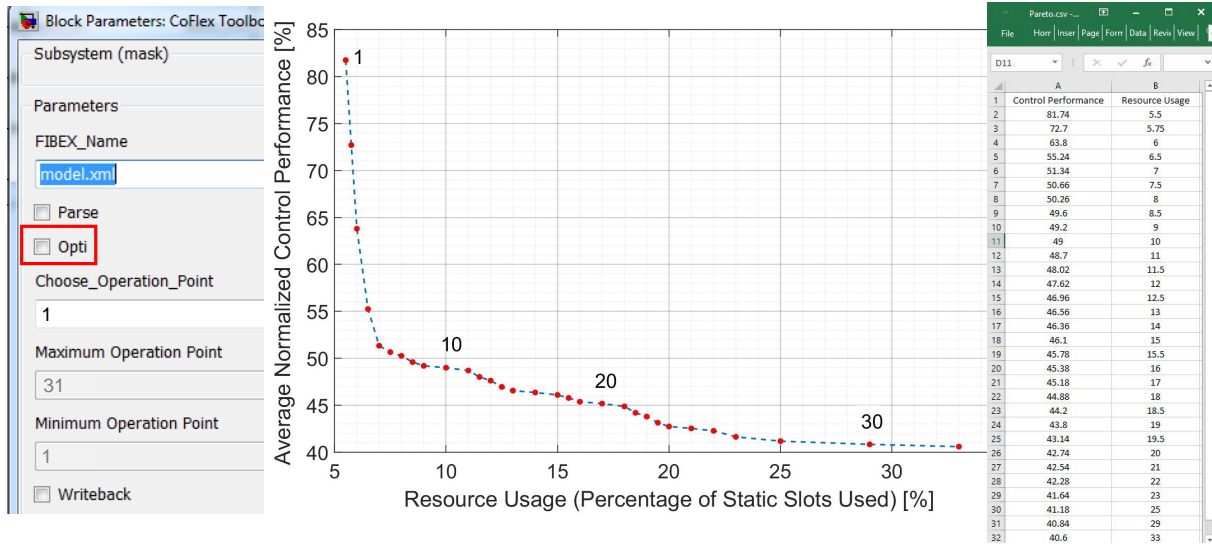 Block Parameters: CoFlex Toolbo
Subsystem (mask)
Parameters
FIBEX_Name
model.xml
Parse
Opti
Choose_Operation_Point
1
Maximum Operation Point
31
Minimum Operation Point
1
Writeback
Average Normalized Control Performance [%]
85
80
75
70
65
60
55
50
45
40
1
10
20
30
5 10 15 20 25 30
Resource Usage (Percentage of Static Slots Used) [%]
Pareto.csv -...
File Horr Inser Page Forr Data Revi View
D11 fx
A B
1 Control Performance Resource Usage
2 81.74 5.5
3 72.7 5.75
4 63.8 6
5 55.24 6.5
6 51.34 7
7 50.66 7.5
8 50.26 8
9 49.6 8.5
10 49.2 9
11 49 10
12 48.7 11
13 48.02 11.5
14 47.62 12
15 46.96 12.5
16 46.56 13
17 46.36 14
18 46.1 15
19 45.78 15.5
20 45.38 16
21 45.18 17
22 44.88 18
23 44.2 18.5
24 43.8 19
25 43.14 19.5
26 42.74 20
27 42.54 21
28 42.28 22
29 41.64 23
30 41.18 25
31 40.84 29
32 40.6 33